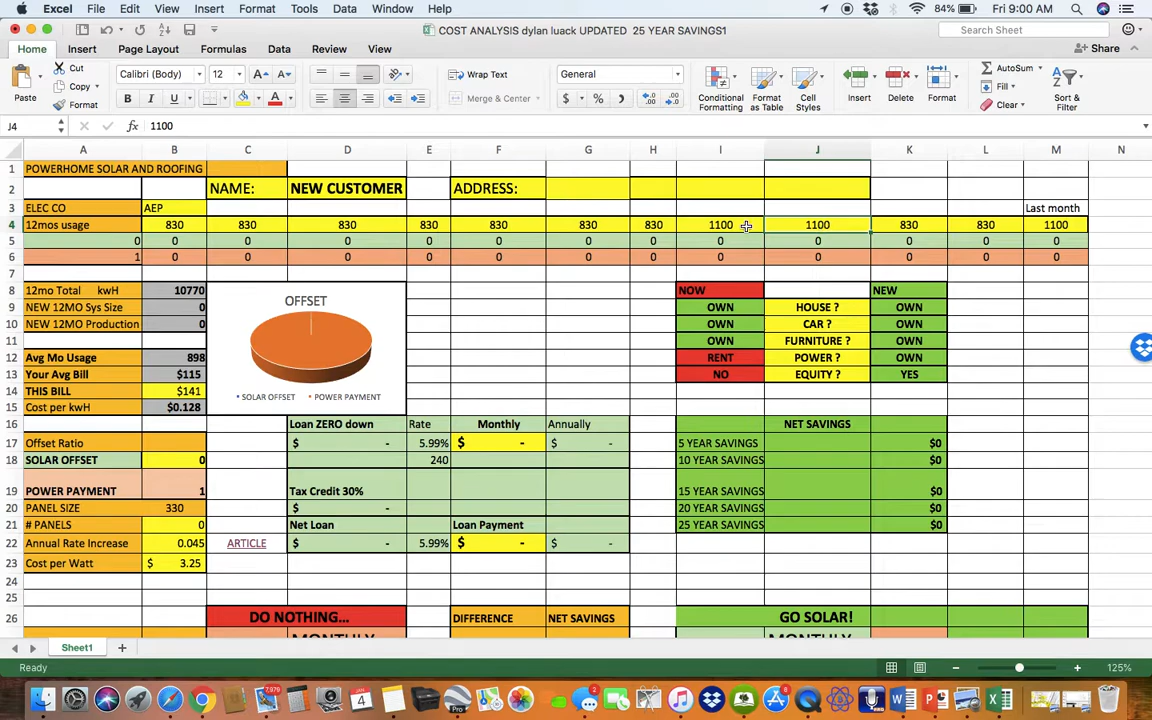 Excel File Edit View Insert Format Tools Data Window Help 84% Fri 9:00 AM
COST ANALYSIS dylan luack UPDATED 25 YEAR SAVINGS1 Search Sheet
Home Insert Page Layout Formulas Data Review View Share
Paste Cut Copy Format
Calibri (Body) 12 A A
B I U A
Wrap Text
Merge & Center
General
$ % .0 .00 .00 .0
Conditional Formatting
Format as Table
Cell Styles
Insert Delete Format
AutoSum
Fill
Clear
Sort & Filter
J4 fx 1100
A B C D E F G H I J K L M N
1 POWERHOME SOLAR AND ROOFING
2 NAME: NEW CUSTOMER ADDRESS:
3 ELEC CO AEP Last month
4 12mos usage 830 830 830 830 830 830 830 1100 1100 830 830 1100
5 0 0 0 0 0 0 0 0 0 0 0 0 0
6 1 0 0 0 0 0 0 0 0 0 0 0 0
7
8 12mo Total kwH 10770 NOW NEW
OFFSET
9 NEW 12MO Sys Size 0 OWN HOUSE ? OWN
10 NEW 12MO Production 0 OWN CAR ? OWN
11 OWN FURNITURE ? OWN
12 Avg Mo Usage 898 RENT POWER ? OWN
13 Your Avg Bill $115 NO EQUITY ? YES
14 THIS BILL $141
SOLAR OFFSET POWER PAYMENT
15 Cost per kwH $0.128
16 Loan ZERO down Rate Monthly Annually NET SAVINGS
17 Offset Ratio $ - 5.99% $ - $ - 5 YEAR SAVINGS $0
18 SOLAR OFFSET 0 240 10 YEAR SAVINGS $0
19 POWER PAYMENT 1 Tax Credit 30% 15 YEAR SAVINGS $0
20 PANEL SIZE 330 $ - 20 YEAR SAVINGS $0
21 # PANELS 0 Net Loan Loan Payment 25 YEAR SAVINGS $0
22 Annual Rate Increase 0.045 ARTICLE $ - 5.99% $ - $ -
23 Cost per Watt $ 3.25
24
25
26 DO NOTHING... DIFFERENCE NET SAVINGS GO SOLAR!
MONTHLY MONTHLY
Sheet1
Ready 125%